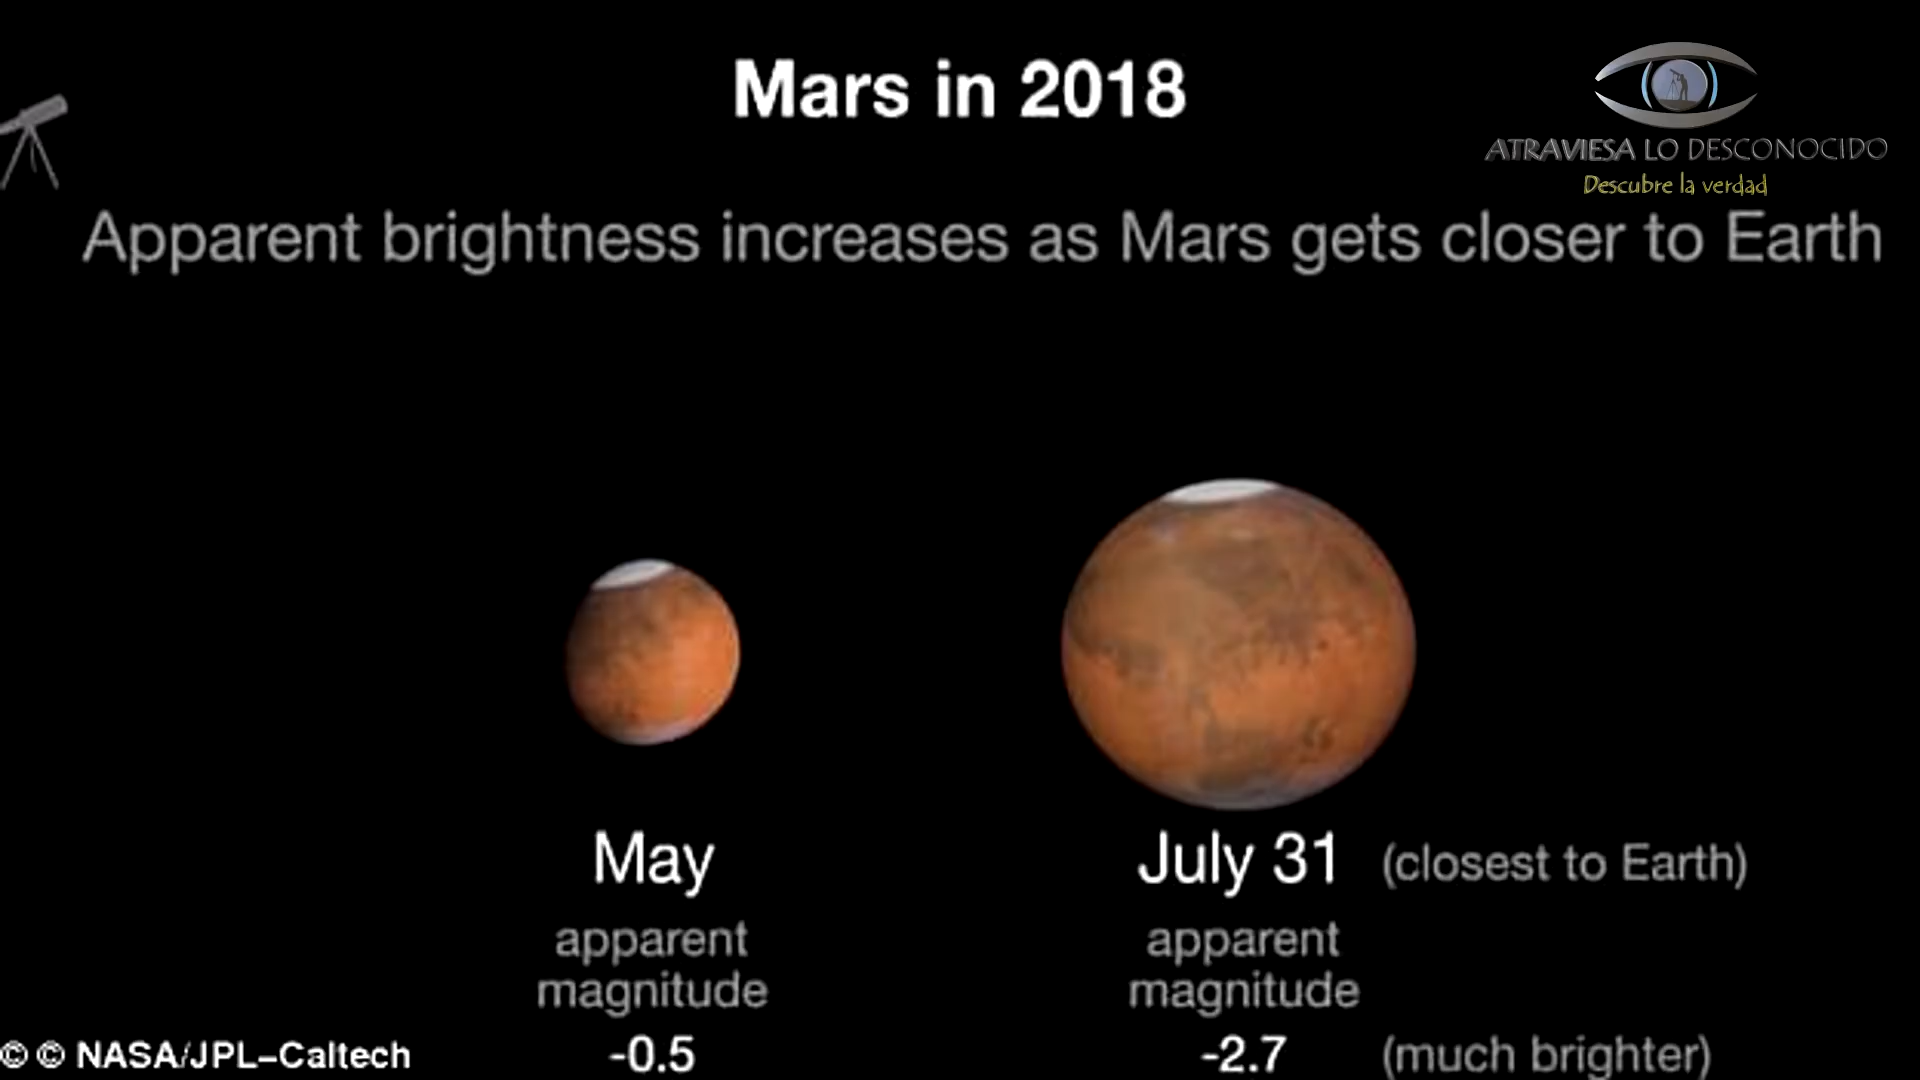 Mars in 2018
ATRAVIESA LO DESCONOCIDO
Descubre la verdad
Apparent brightness increases as Mars gets closer to Earth
May
July 31 (closest to Earth)
apparent
magnitude
-0.5
apparent
magnitude
-2.7 (much brighter)
© © NASA/JPL–Caltech